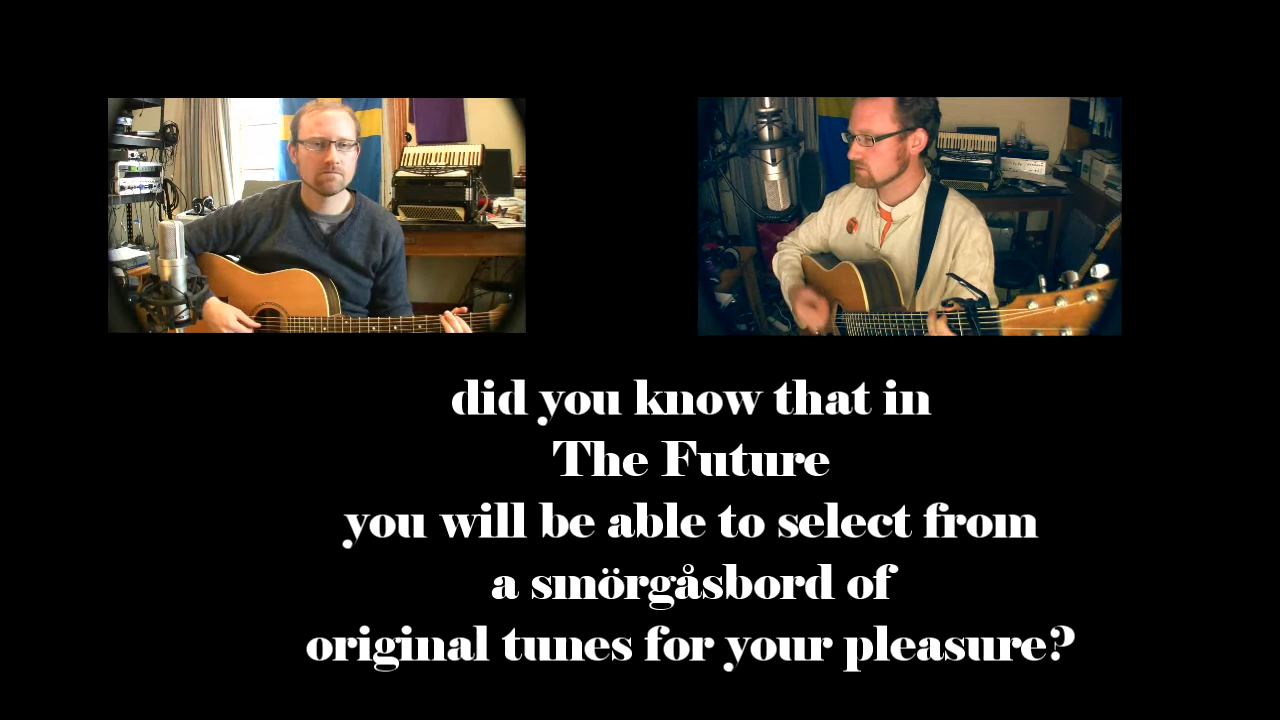 did you know that in
The Future
you will be able to select from
a smörgåsbord of
original tunes for your pleasure?